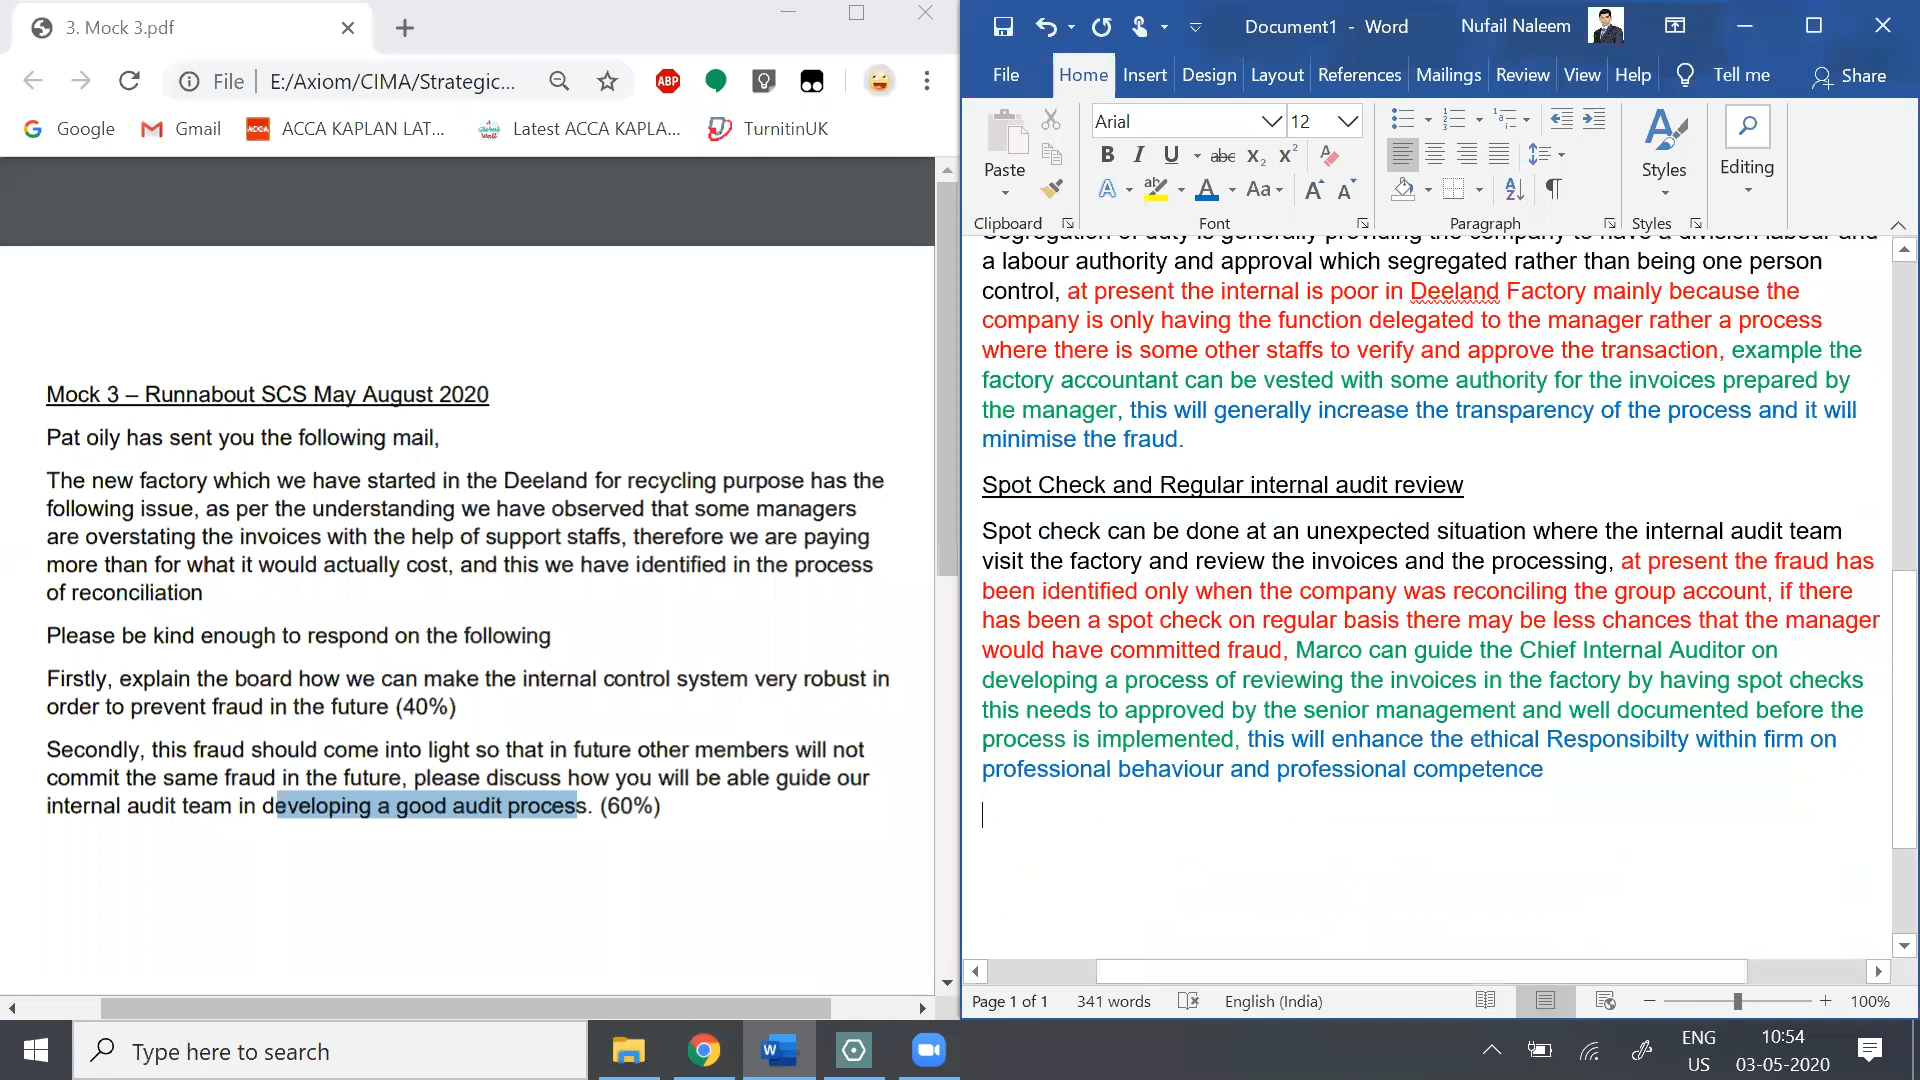 3. Mock 3.pdf
File
E:/Axiom/CIMA/Strategic...
ABP
Google
Gmail
ACCA
ACCA KAPLAN LAT...
Latest ACCA KAPLA...
TurnitinUK
Mock 3 – Runnabout SCS May August 2020
Pat oily has sent you the following mail,
The new factory which we have started in the Deeland for recycling purpose has the
following issue, as per the understanding we have observed that some managers
are overstating the invoices with the help of support staffs, therefore we are paying
more than for what it would actually cost, and this we have identified in the process
of reconciliation
Please be kind enough to respond on the following
Firstly, explain the board how we can make the internal control system very robust in
order to prevent fraud in the future (40%)
Secondly, this fraud should come into light so that in future other members will not
commit the same fraud in the future, please discuss how you will be able guide our
internal audit team in developing a good audit process. (60%)
Document1 - Word
Nufail Naleem
File Home Insert Design Layout References Mailings Review View Help Tell me Share
Paste
Arial
12
Styles
Editing
Clipboard
Font
Paragraph
Styles
Segregation of duty is generally providing the company to have a division labour and
a labour authority and approval which segregated rather than being one person
control, at present the internal is poor in Deeland Factory mainly because the
company is only having the function delegated to the manager rather a process
where there is some other staffs to verify and approve the transaction, example the
factory accountant can be vested with some authority for the invoices prepared by
the manager, this will generally increase the transparency of the process and it will
minimise the fraud.
Spot Check and Regular internal audit review
Spot check can be done at an unexpected situation where the internal audit team
visit the factory and review the invoices and the processing, at present the fraud has
been identified only when the company was reconciling the group account, if there
has been a spot check on regular basis there may be less chances that the manager
would have committed fraud, Marco can guide the Chief Internal Auditor on
developing a process of reviewing the invoices in the factory by having spot checks
this needs to approved by the senior management and well documented before the
process is implemented, this will enhance the ethical Responsibilty within firm on
professional behaviour and professional competence
Page 1 of 1
341 words
English (India)
100%
Type here to search
ENG
US
10:54
03-05-2020